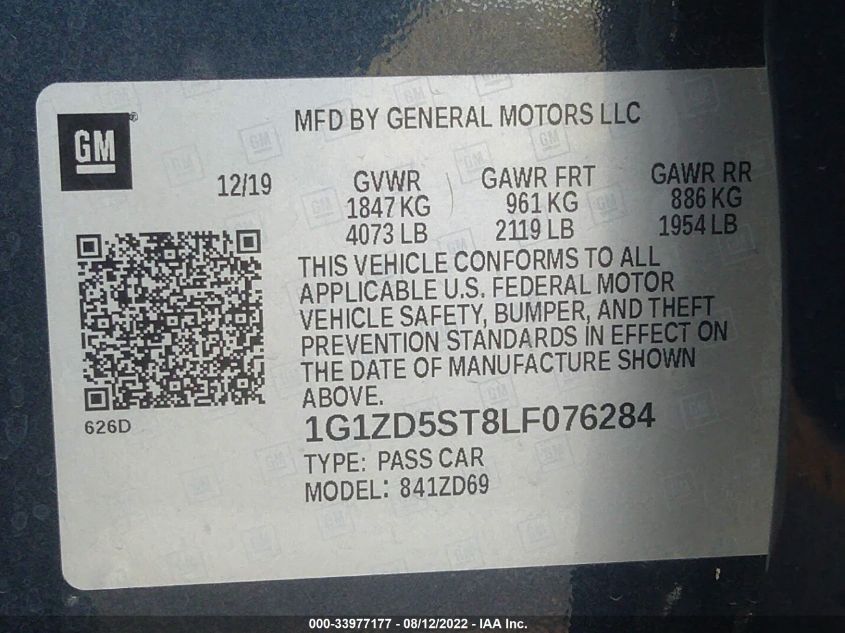 MFD BY GENERAL MOTORS LLC
GM®
12/19
GVWR GAWR FRT GAWR RR
1847 KG 961 KG 886 KG
4073 LB 2119 LB 1954 LB
THIS VEHICLE CONFORMS TO ALL
APPLICABLE U.S. FEDERAL MOTOR
VEHICLE SAFETY, BUMPER, AND THEFT
PREVENTION STANDARDS IN EFFECT ON
THE DATE OF MANUFACTURE SHOWN
ABOVE.
626D
1G1ZD5ST8LF076284
TYPE: PASS CAR
MODEL: 841ZD69
000-33977177 - 08/12/2022 - IAA Inc.